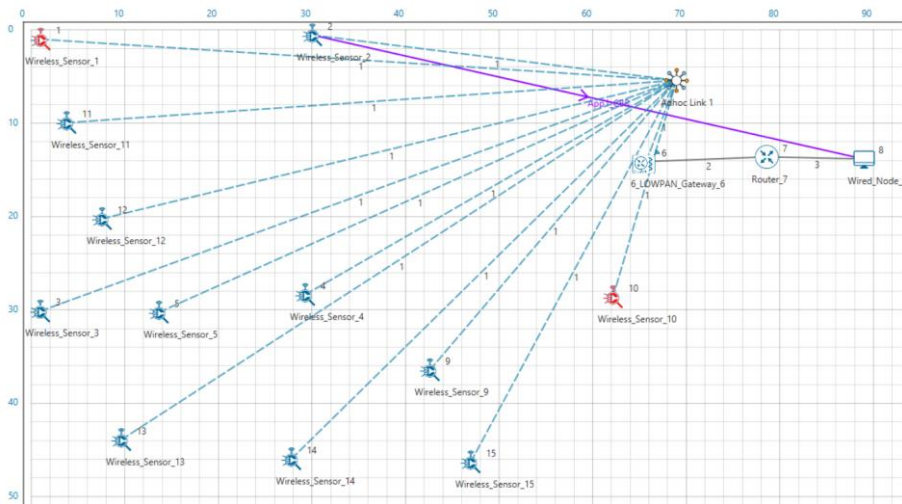 0 10 20 30 40 50 60 70 80 90
0
1
Wireless_Sensor_1
2
Wireless_Sensor_2
1
1
Adhoc Link 1
11
Wireless_Sensor_11
1
10
6
6_LOWPAN_Gateway_6
2
7
Router_7
3
8
Wired_Node_
1
12
Wireless_Sensor_12
20
1
1
1
1
1
1
3
Wireless_Sensor_3
5
Wireless_Sensor_5
4
Wireless_Sensor_4
10
Wireless_Sensor_10
30
1
1
1
9
Wireless_Sensor_9
40
13
Wireless_Sensor_13
14
Wireless_Sensor_14
15
Wireless_Sensor_15
50